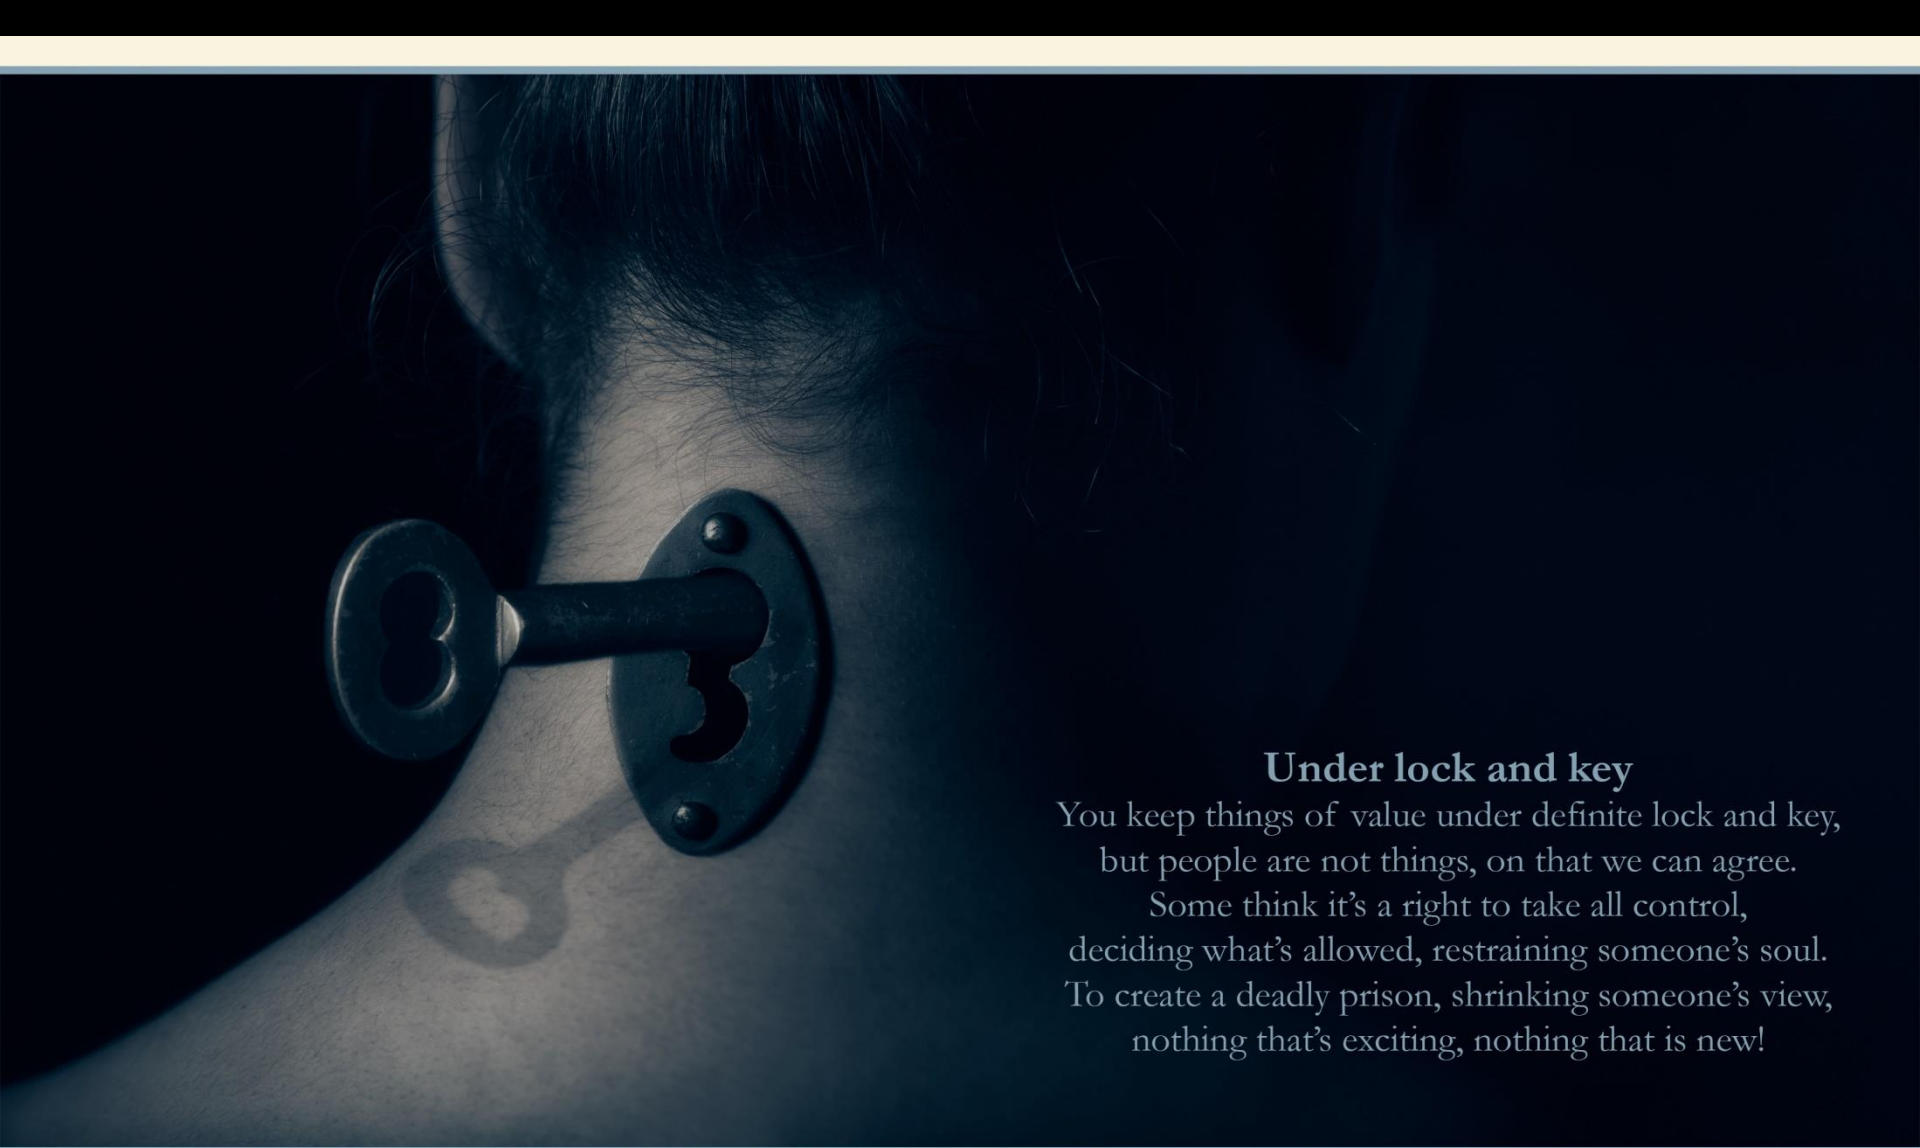 Under lock and key
You keep things of value under definite lock and key,
but people are not things, on that we can agree.
Some think it’s a right to take all control,
deciding what’s allowed, restraining someone’s soul.
To create a deadly prison, shrinking someone’s view,
nothing that’s exciting, nothing that is new!